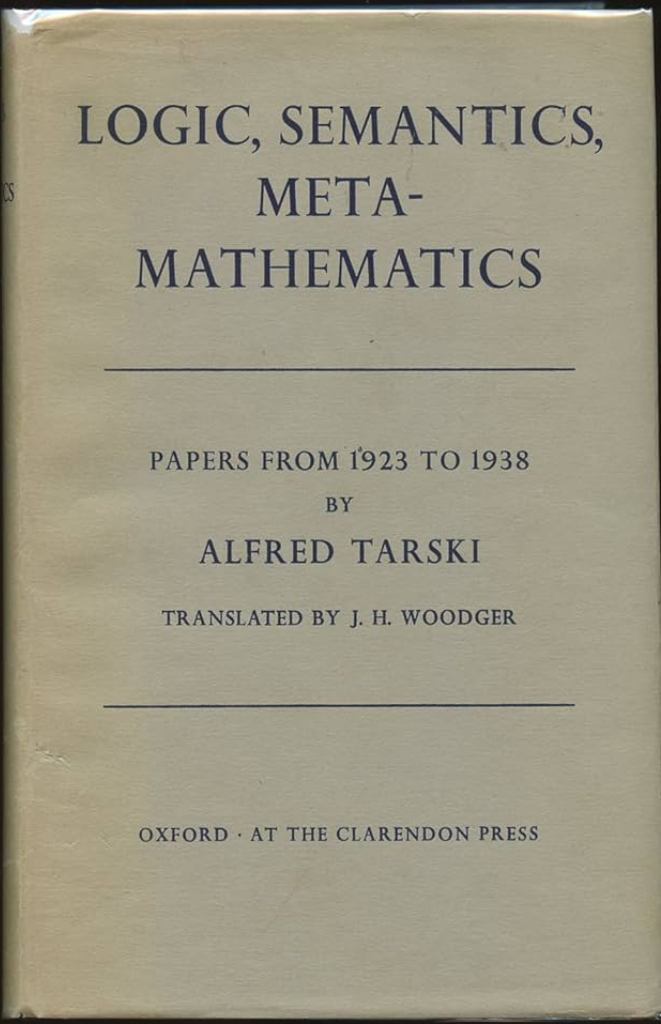 LOGIC, SEMANTICS,
META-
MATHEMATICS
PAPERS FROM 1923 TO 1938
BY
ALFRED TARSKI
TRANSLATED BY J. H. WOODGER
OXFORD · AT THE CLARENDON PRESS